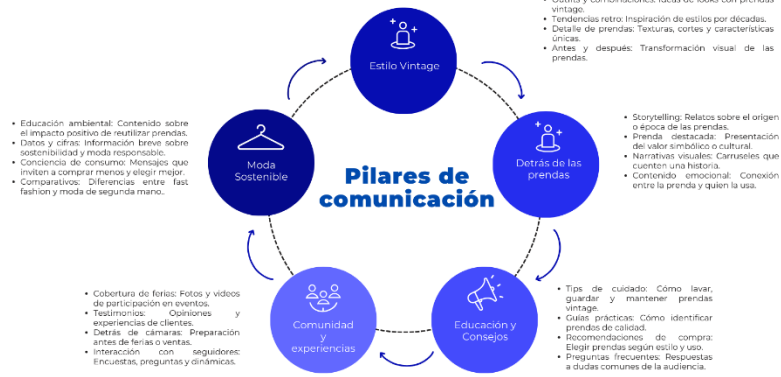 Outfits y combinaciones: Ideas de looks con prendas
vintage.
Tendencias retro: Inspiración de estilos por décadas.
Detalle de prendas: Texturas, cortes y características
únicas.
Antes y después: Transformación visual de las
prendas.
Estilo Vintage
Educación ambiental: Contenido sobre
el impacto positivo de reutilizar prendas.
Datos y cifras: Información breve sobre
sostenibilidad y moda responsable.
Conciencia de consumo: Mensajes que
inviten a comprar menos y elegir mejor.
Comparativos: Diferencias entre fast
fashion y moda de segunda mano..
Moda
Sostenible
Pilares de
comunicación
Detrás de las
prendas
Storytelling: Relatos sobre el origen
o época de las prendas.
Prenda destacada: Presentación
del valor simbólico o cultural.
Narrativas visuales: Carruseles que
cuenten una historia.
Contenido emocional: Conexión
entre la prenda y quien la usa.
Cobertura de ferias: Fotos y videos
de participación en eventos.
Testimonios: Opiniones y
experiencias de clientes.
Detrás de cámaras: Preparación
antes de ferias o ventas.
Interacción con seguidores:
Encuestas, preguntas y dinámicas.
Comunidad
y
experiencias
Educación y
Consejos
Tips de cuidado: Cómo lavar,
guardar y mantener prendas
vintage.
Guías prácticas: Cómo identificar
prendas de calidad.
Recomendaciones de compra:
Elegir prendas según estilo y uso.
Preguntas frecuentes: Respuestas
a dudas comunes de la audiencia.